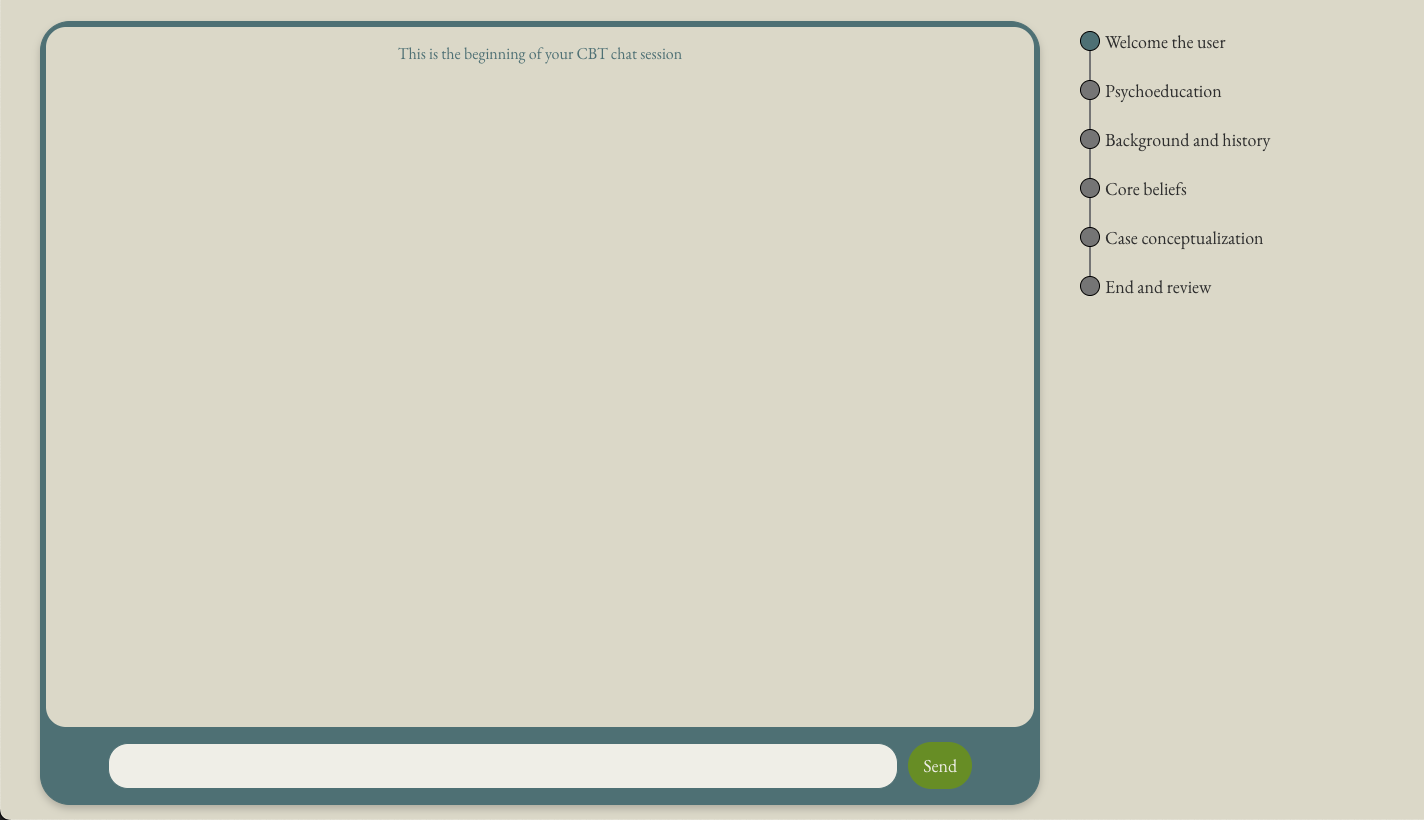 This is the beginning of your CBT chat session
Welcome the user
Psychoeducation
Background and history
Core beliefs
Case conceptualization
End and review
Send